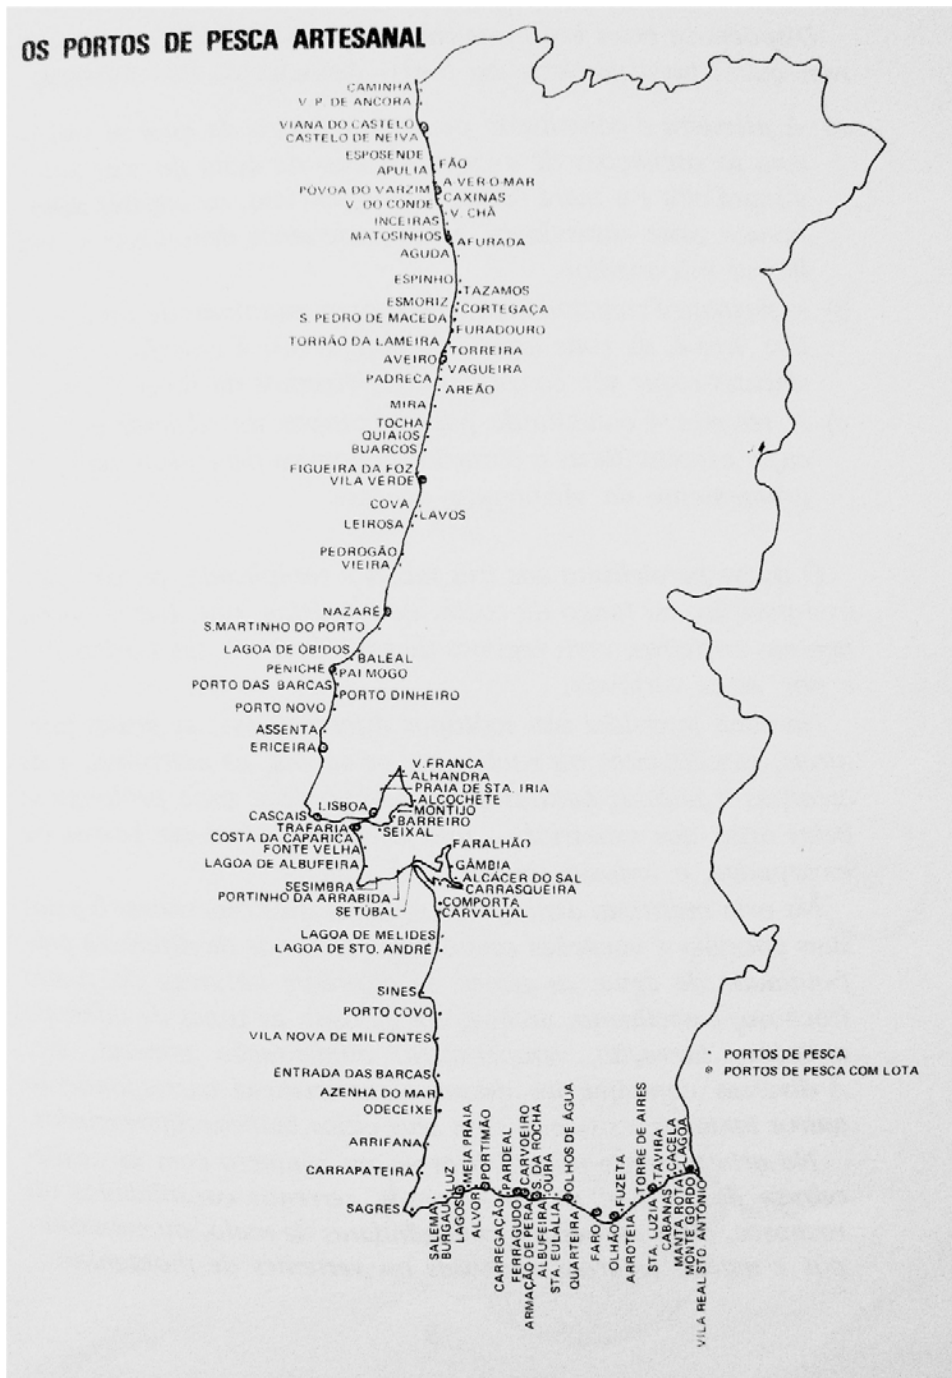 OS PORTOS DE PESCA ARTESANAL
CAMINHA
V. P. DE ANCORA
VIANA DO CASTELO
CASTELO DE NEIVA
ESPOSENDE
FÃO
APULIA
A VER-O-MAR
PÓVOA DO VARZIM
CAXINAS
V. DO CONDE
V. CHÃ
INCEIRAS
MATOSINHOS
AFURADA
AGUDA
ESPINHO
TAZAMOS
ESMORIZ
CORTEGAÇA
S. PEDRO DE MACEDA
FURADOURO
TORRÃO DA LAMEIRA
TORREIRA
AVEIRO
VAGUEIRA
PADRECA
AREÃO
MIRA
TOCHA
QUIAIOS
BUARCOS
FIGUEIRA DA FOZ
VILA VERDE
COVA
LAVOS
LEIROSA
PEDROGÃO
VIEIRA
NAZARÉ
S.MARTINHO DO PORTO
LAGOA DE ÓBIDOS
BALEAL
PENICHE
PAI MOGO
PORTO DAS BARCAS
PORTO DINHEIRO
PORTO NOVO
ASSENTA
ERICEIRA
V. FRANCA
ALHANDRA
PRAIA DE STA. IRIA
ALCOCHETE
LISBOA
MONTIJO
CASCAIS
BARREIRO
TRAFARIA
SEIXAL
COSTA DA CAPARICA
FONTE VELHA
FARALHÃO
LAGOA DE ALBUFEIRA
GÂMBIA
ALCÁCER DO SAL
SESIMBRA
CARRASQUEIRA
PORTINHO DA ARRABIDA
COMPORTA
SETÚBAL
CARVALHAL
LAGOA DE MELIDES
LAGOA DE STO. ANDRÉ
SINES
PORTO COVO
VILA NOVA DE MILFONTES
PORTOS DE PESCA
PORTOS DE PESCA COM LOTA
ENTRADA DAS BARCAS
AZENHA DO MAR
ODECEIXE
ARRIFANA
CARRAPATEIRA
SAGRES
SALEMA
BURGAU
LUZ
LAGOS
MEIA PRAIA
ALVOR
PORTIMÃO
CARREGAÇÃO
PARDEAL
FERRAGUDO
CARVOEIRO
ARMAÇÃO DE PERA
S. DA ROCHA
ALBUFEIRA
OURA
STA. EULÁLIA
OLHOS DE ÁGUA
QUARTEIRA
FARO
OLHÃO
FUZETA
ARROTEIA
TORRE DE AIRES
STA. LUZIA
TAVIRA
CABANAS
CACELA
MANTA ROTA
LAGOA
MONTE GORDO
VILA REAL STO. ANTÓNIO